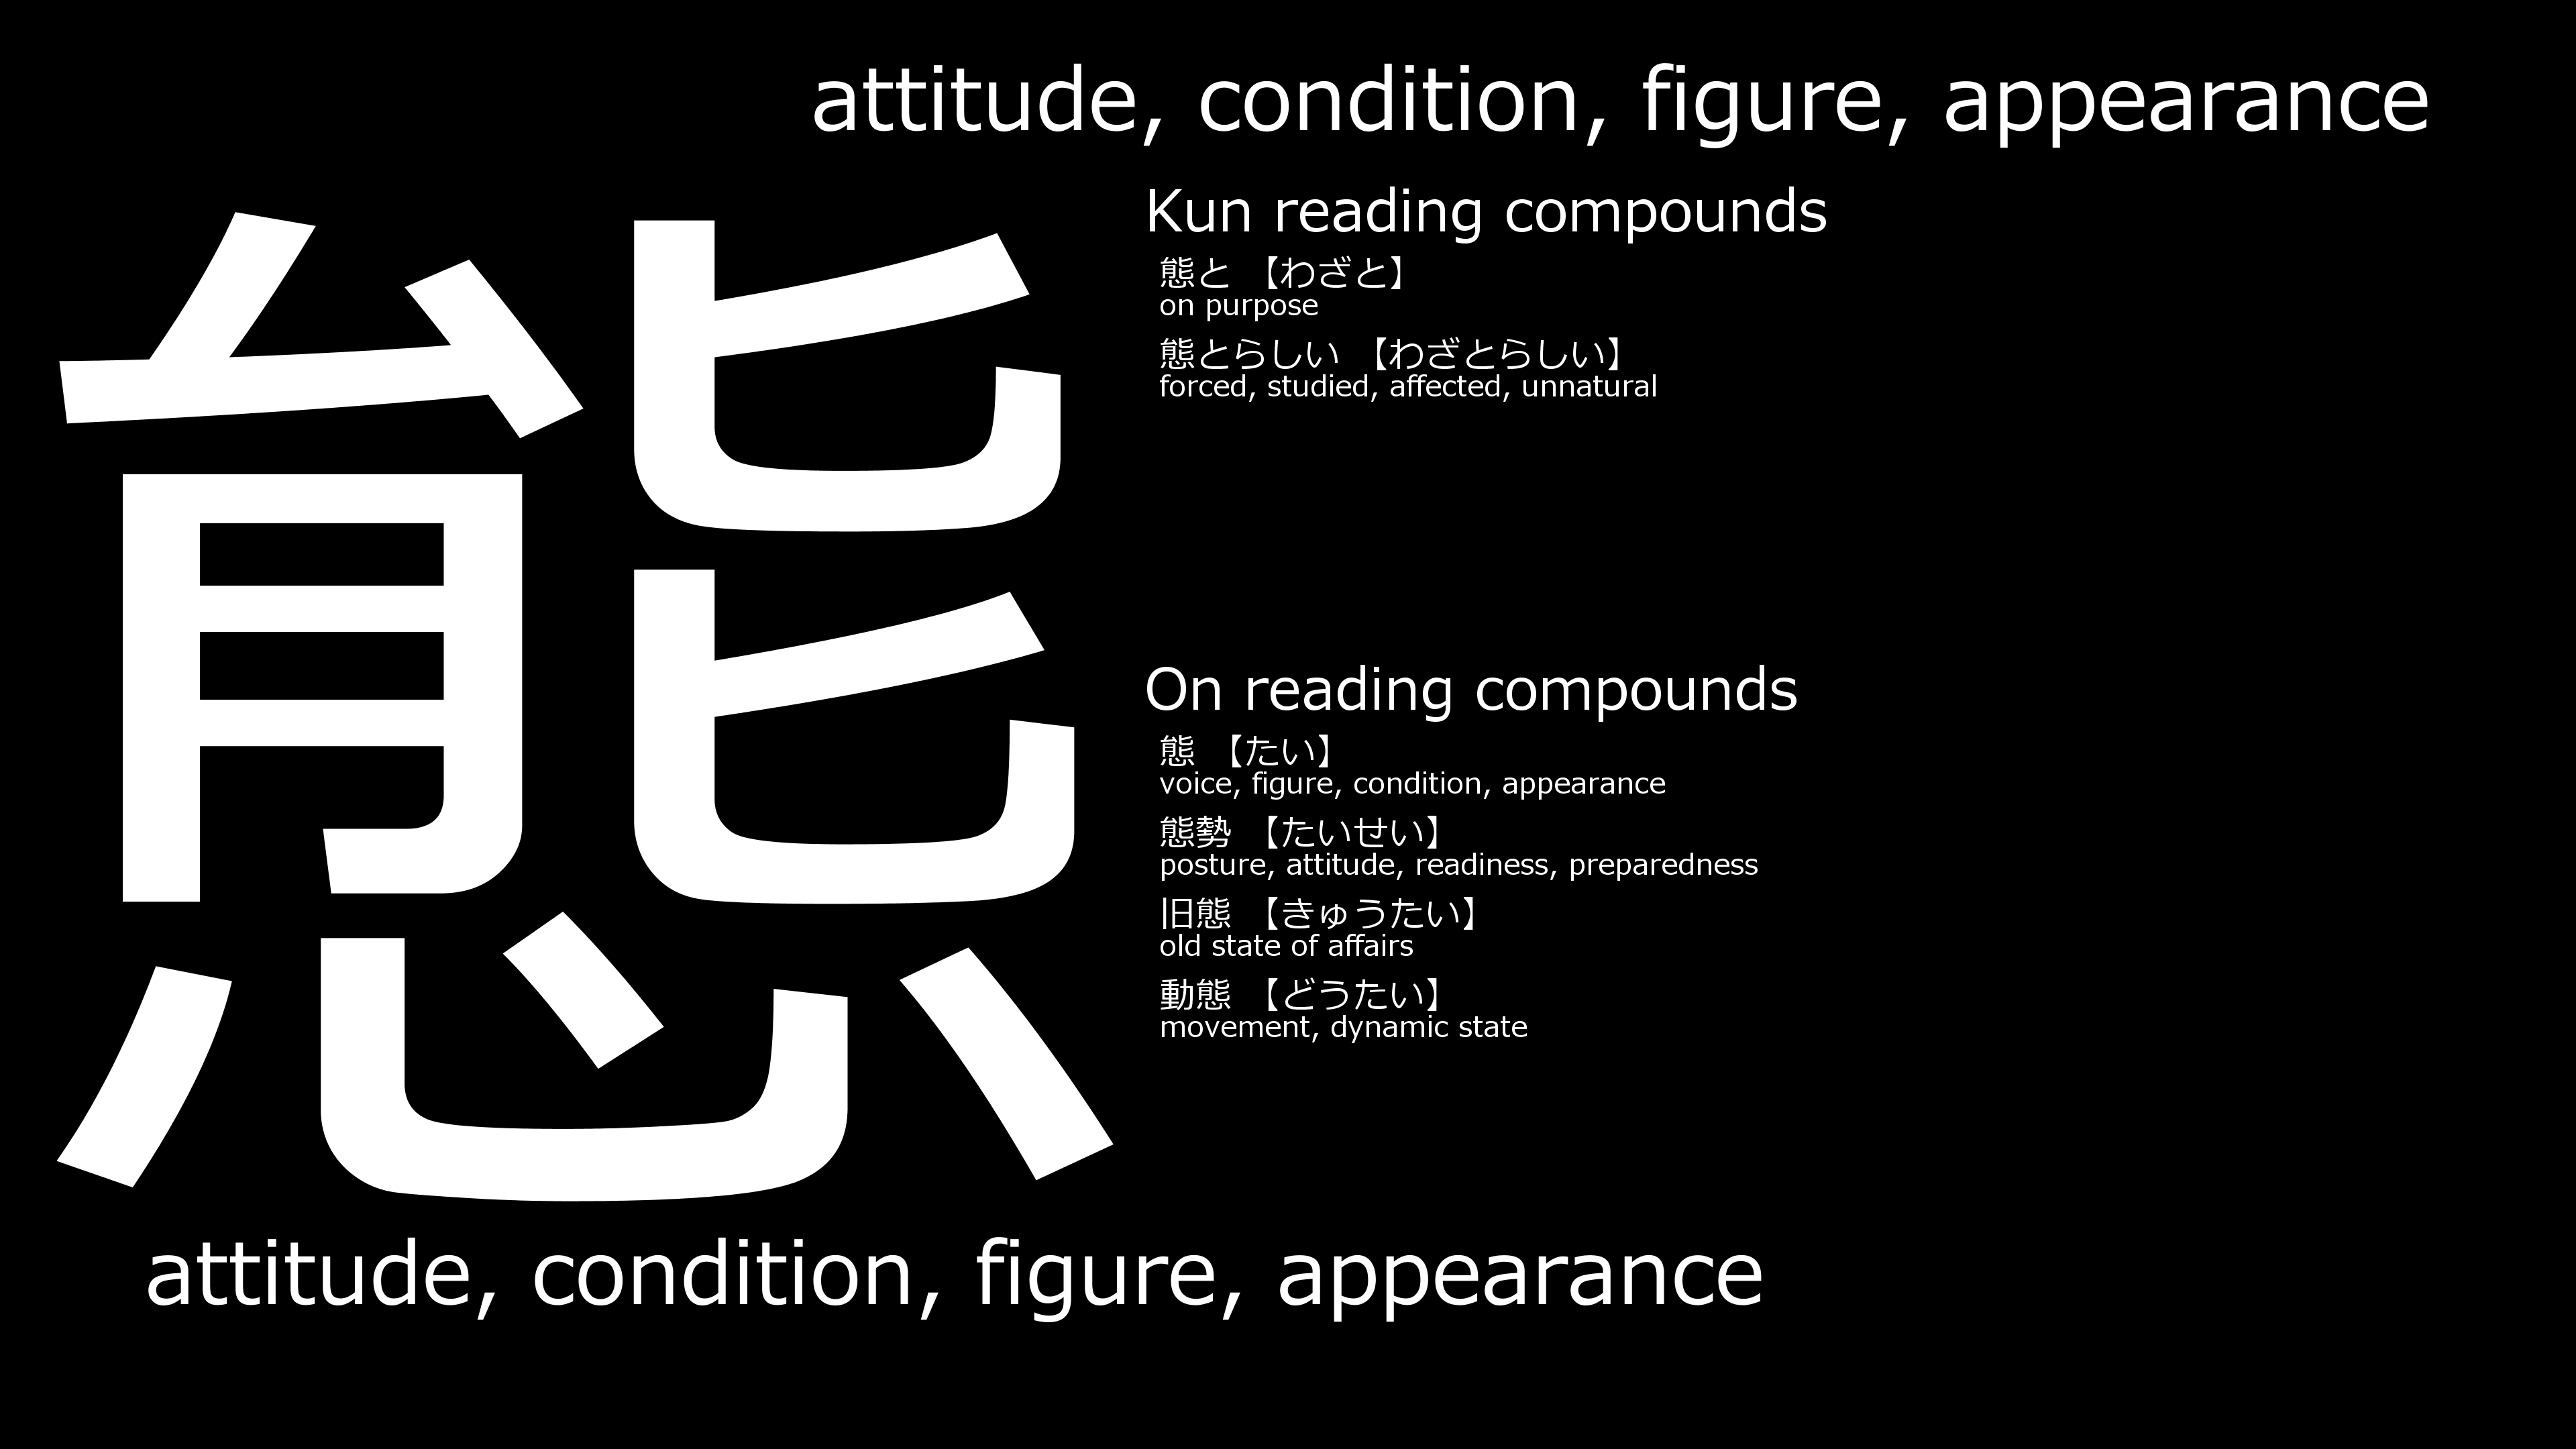 attitude, condition, figure, appearance
態
Kun reading compounds
態と 【わざと】
on purpose
態とらしい 【わざとらしい】
forced, studied, affected, unnatural
On reading compounds
態 【たい】
voice, figure, condition, appearance
態勢 【たいせい】
posture, attitude, readiness, preparedness
旧態 【きゅうたい】
old state of affairs
動態 【どうたい】
movement, dynamic state
attitude, condition, figure, appearance